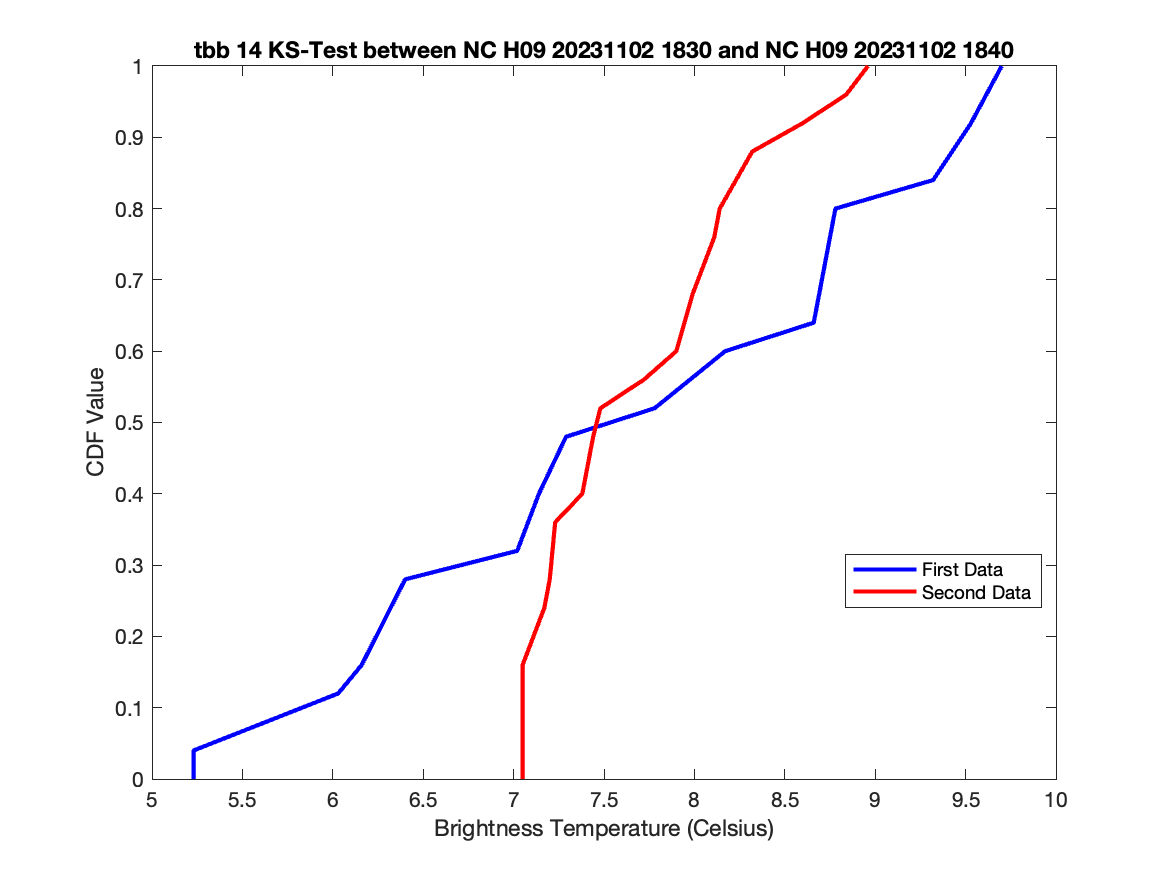 tbb 14 KS-Test between NC H09 20231102 1830 and NC H09 20231102 1840
1
0.9
0.8
0.7
0.6
0.5
0.4
0.3
0.2
0.1
0
CDF Value
First Data
Second Data
5 5.5 6 6.5 7 7.5 8 8.5 9 9.5 10
Brightness Temperature (Celsius)